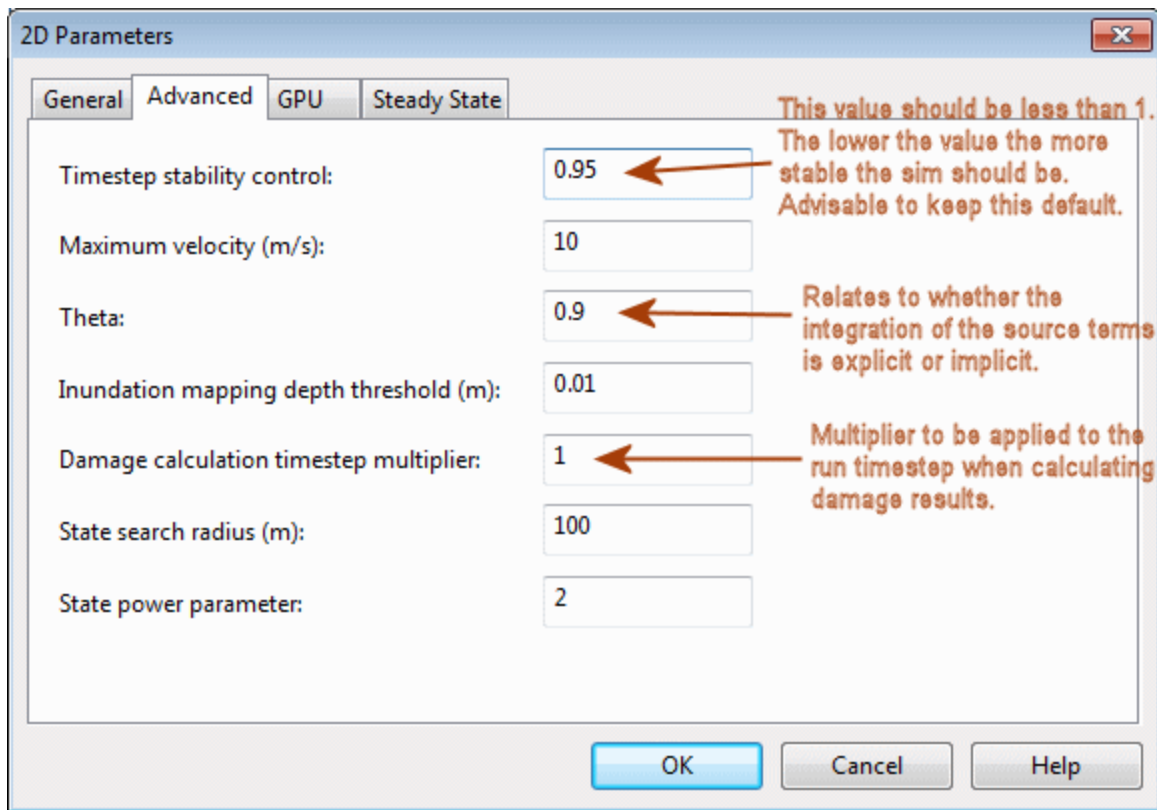 2D Parameters
General Advanced GPU Steady State
This value should be less than 1.
The lower the value the more
stable the sim should be.
Advisable to keep this default.
Timestep stability control: 0.95
Maximum velocity (m/s): 10
Theta: 0.9
Relates to whether the
integration of the source terms
is explicit or implicit.
Inundation mapping depth threshold (m): 0.01
Damage calculation timestep multiplier: 1
Multiplier to be applied to the
run timestep when calculating
damage results.
State search radius (m): 100
State power parameter: 2
OK Cancel Help